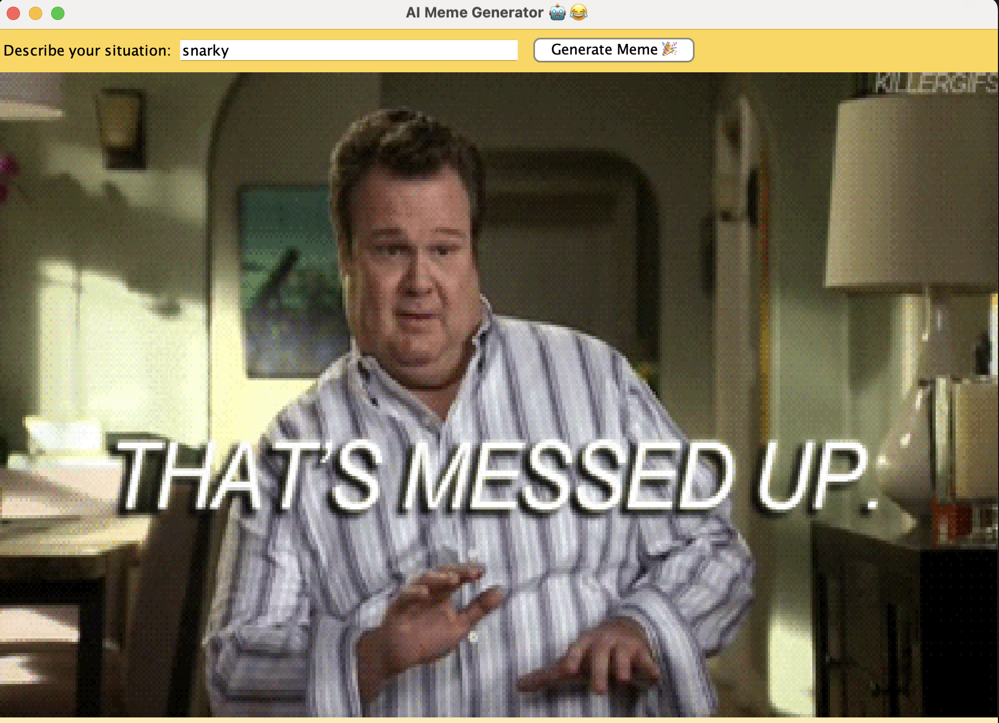 AI Meme Generator 🤖😂
Describe your situation: snarky Generate Meme 🎉
KILLERGIFS
THAT'S MESSED UP.